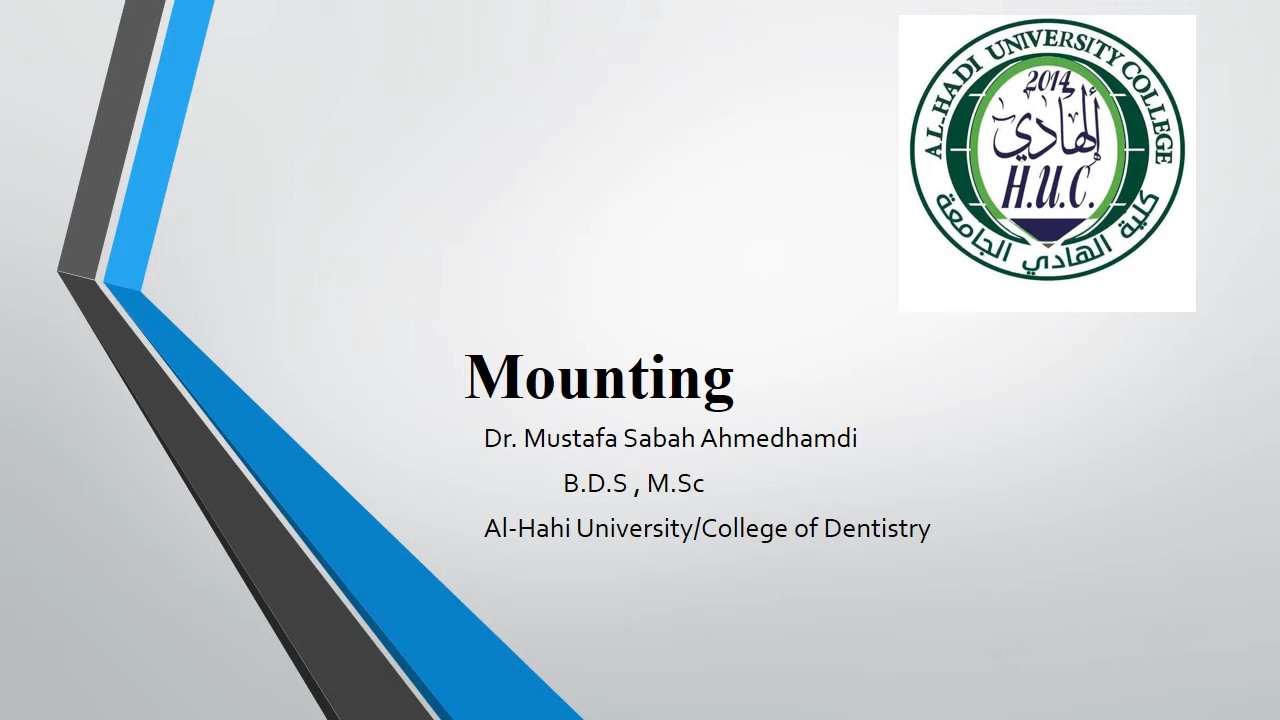 AL-HADI UNIVERSITY COLLEGE
2014
الهادي
H.U.C.
كلية الهادي الجامعة
Mounting
Dr. Mustafa Sabah Ahmedhamdi
B.D.S , M.Sc
Al-Hahi University/College of Dentistry